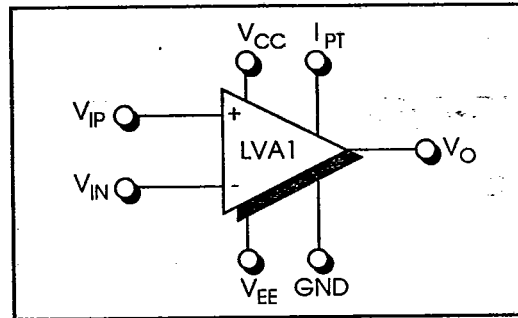 VCC IPT
VIP + 
LVA1 VO
VIN -
VEE GND